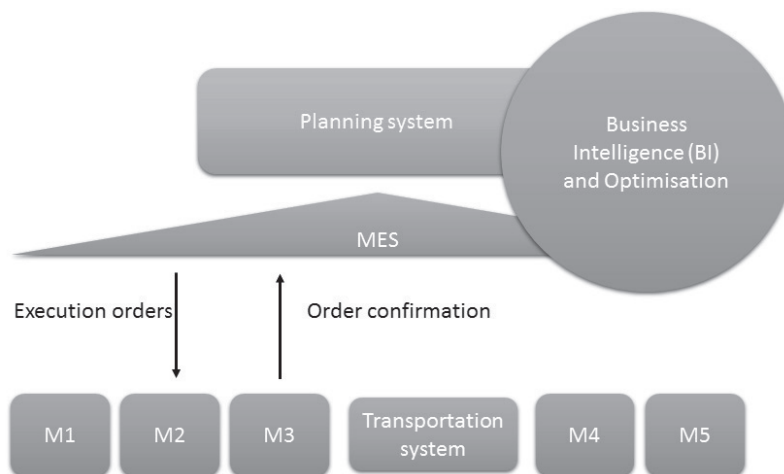 Planning system
Business
Intelligence (BI)
and Optimisation
MES
Execution orders
Order confirmation
M1
M2
M3
Transportation
system
M4
M5